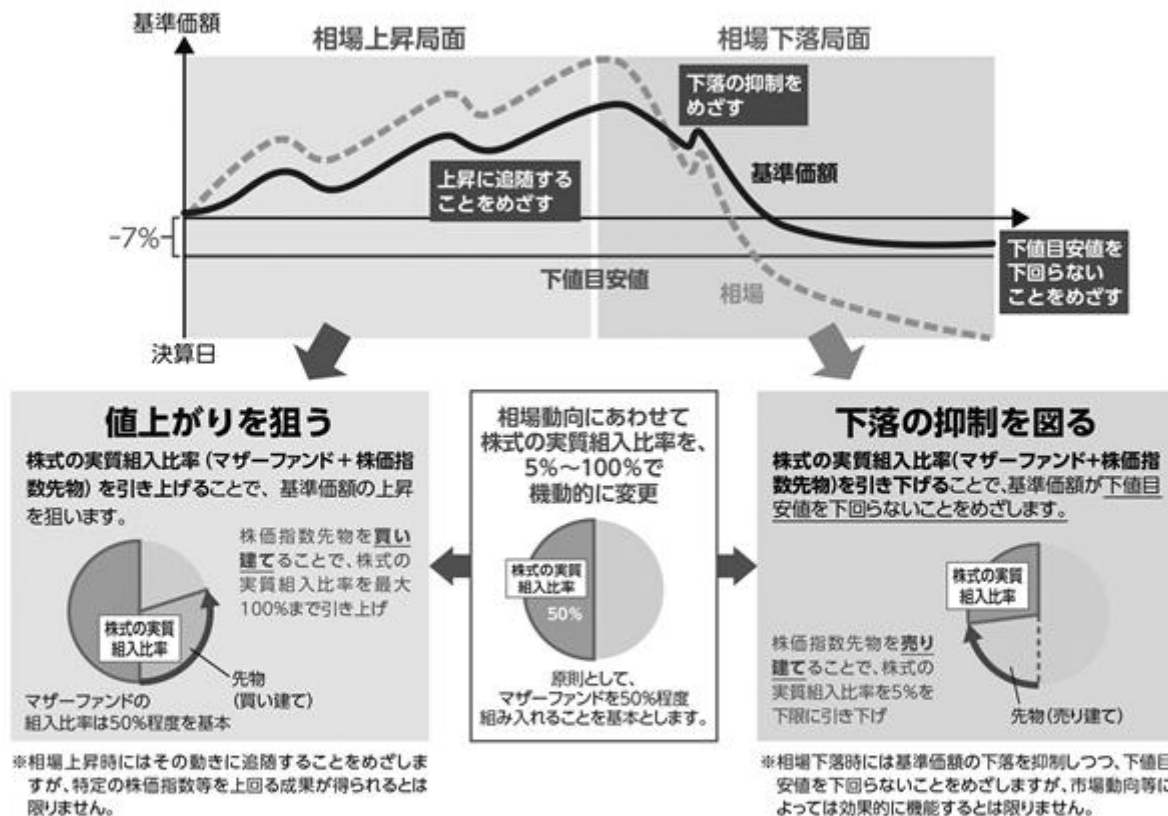 基準価額
相場上昇局面
相場下落局面
下落の抑制を
めざす
上昇に追随する
ことをめざす
基準価額
-7%
下値目安値
相場
下値目安値を
下回らない
ことをめざす
決算日
値上がりを狙う
株式の実質組入比率(マザーファンド+株価指
数先物)を引き上げることで、基準価額の上昇
を狙います。
株価指数先物を買い
建てることで、株式の
実質組入比率を最大
100%まで引き上げ
株式の実質
組入比率
先物
(買い建て)
マザーファンドの
組入比率は50%程度を基本
※相場上昇時にはその動きに追随することをめざしま
すが、特定の株価指数等を上回る成果が得られるとは
限りません。
相場動向にあわせて
株式の実質組入比率を、
5%~100%で
機動的に変更
株式の実質
組入比率
50%
原則として、
マザーファンドを50%程度
組み入れることを基本とします。
下落の抑制を図る
株式の実質組入比率(マザーファンド+株価指
数先物)を引き下げることで、基準価額が下値目
安値を下回らないことをめざします。
株式の実質
組入比率
株価指数先物を売り
建てることで、株式の
実質組入比率を5%を
下限に引き下げ
先物(売り建て)
※相場下落時には基準価額の下落を抑制しつつ、下値目
安値を下回らないことをめざしますが、市場動向等に
よっては効果的に機能するとは限りません。